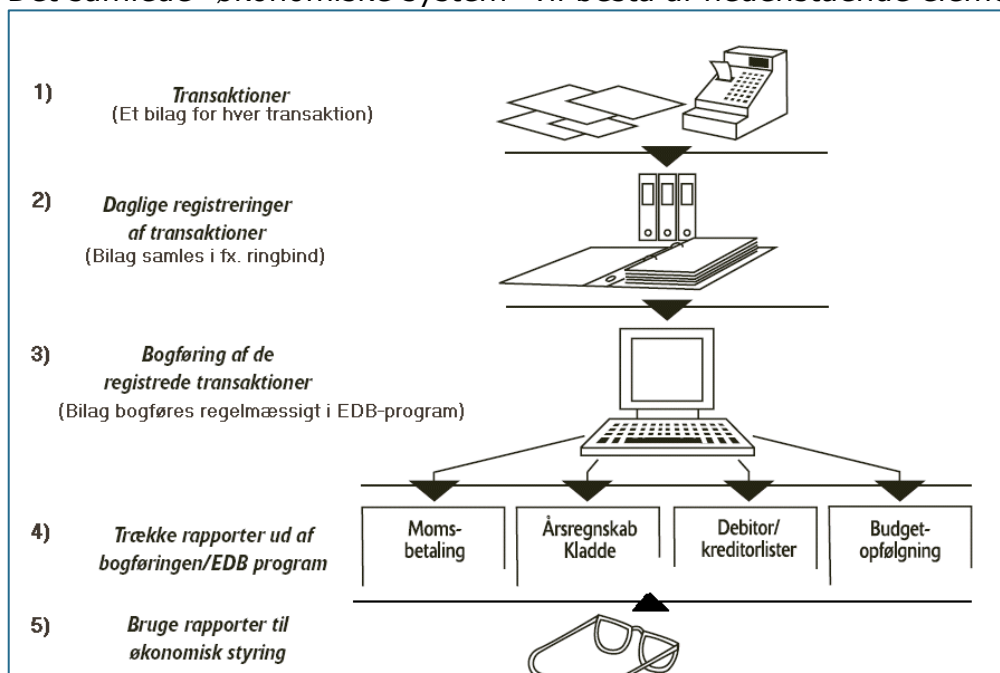 1)
Transaktioner
(Et bilag for hver transaktion)
2)
Daglige registreringer
af transaktioner
(Bilag samles i fx. ringbind)
3)
Bogføring af de
registrede transaktioner
(Bilag bogføres regelmæssigt i EDB-program)
4)
Trække rapporter ud af
bogføringen/EDB program
Moms-
betaling
Årsregnskab
Kladde
Debitor/
kreditorlister
Budget-
opfølgning
5)
Bruge rapporter til
økonomisk styring